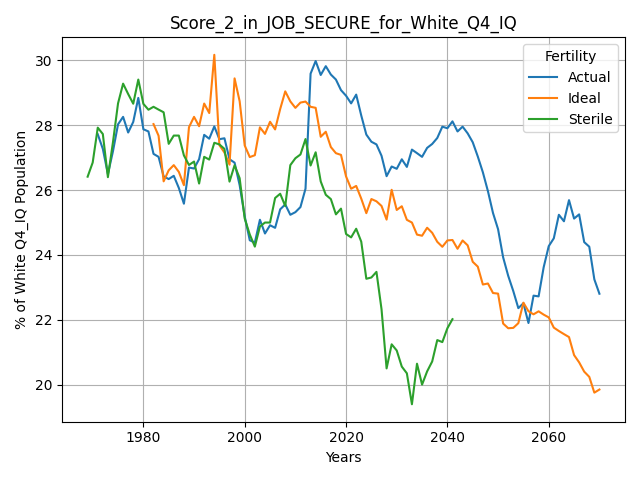 Score_2_in_JOB_SECURE_for_White_Q4_IQ
% of White Q4_IQ Population
30
28
26
24
22
20
Fertility
Actual
Ideal
Sterile
1980
2000
2020
2040
2060
Years